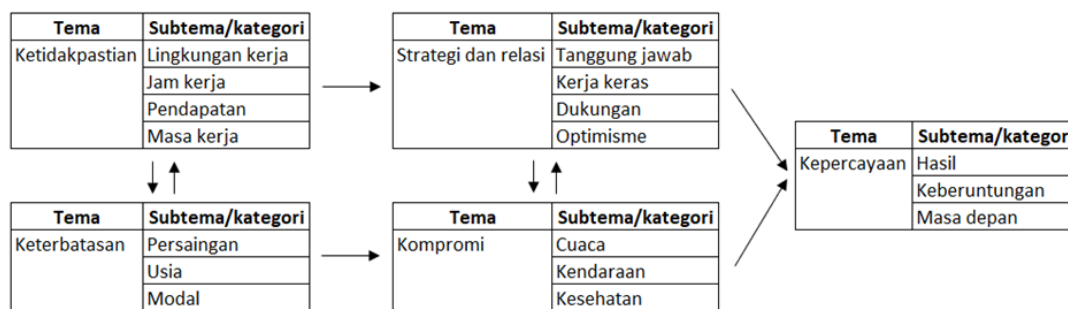 Tema Subtema/kategori
Ketidakpastian Lingkungan kerja
Jam kerja
Pendapatan
Masa kerja
Tema Subtema/kategori
Strategi dan relasi Tanggung jawab
Kerja keras
Dukungan
Optimisme
Tema Subtema/kategori
Keterbatasan Persaingan
Usia
Modal
Tema Subtema/kategori
Kompromi Cuaca
Kendaraan
Kesehatan
Tema Subtema/kategor
Kepercayaan Hasil
Keberuntungan
Masa depan